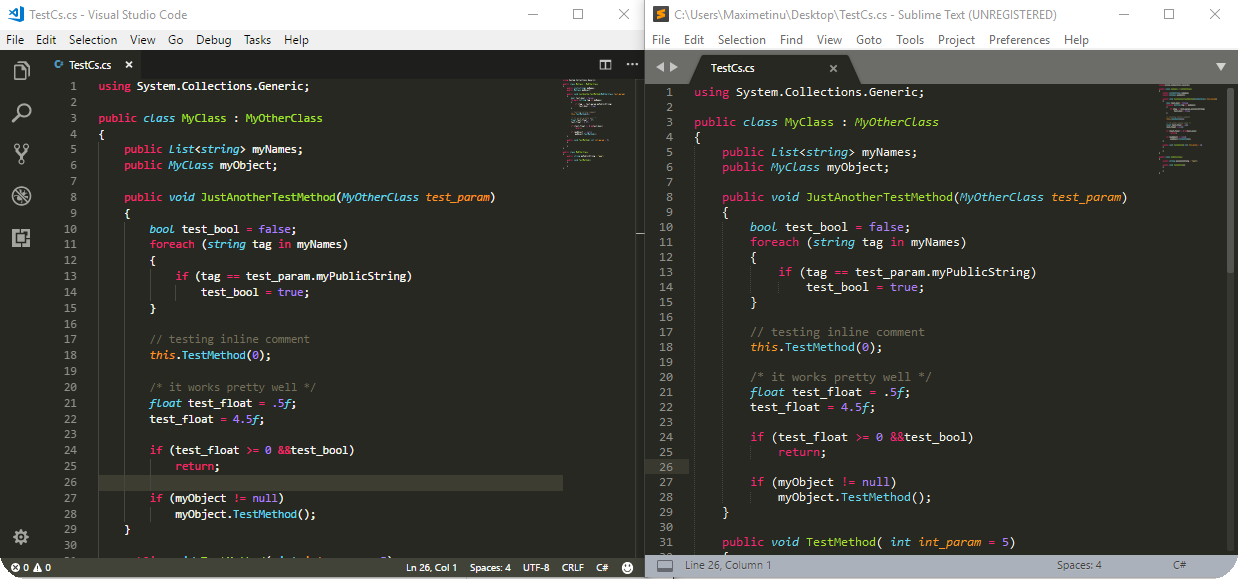 TestCs.cs - Visual Studio Code
File Edit Selection View Go Debug Tasks Help
TestCs.cs
1 using System.Collections.Generic;
2
3 public class MyClass : MyOtherClass
4 {
5 public List<string> myNames;
6 public MyClass myObject;
7
8 public void JustAnotherTestMethod(MyOtherClass test_param)
9 {
10 bool test_bool = false;
11 foreach (string tag in myNames)
12 {
13 if (tag == test_param.myPublicString)
14 test_bool = true;
15 }
16
17 // testing inline comment
18 this.TestMethod(0);
19
20 /* it works pretty well */
21 float test_float = .5f;
22 test_float = 4.5f;
23
24 if (test_float >= 0 &&test_bool)
25 return;
26
27 if (myObject != null)
28 myObject.TestMethod();
29 }
30
0 0 Ln 26, Col 1 Spaces: 4 UTF-8 CRLF C#
C:\Users\Maximetinu\Desktop\TestCs.cs - Sublime Text (UNREGISTERED)
File Edit Selection Find View Goto Tools Project Preferences Help
TestCs.cs
1 using System.Collections.Generic;
2
3 public class MyClass : MyOtherClass
4 {
5 public List<string> myNames;
6 public MyClass myObject;
7
8 public void JustAnotherTestMethod(MyOtherClass test_param)
9 {
10 bool test_bool = false;
11 foreach (string tag in myNames)
12 {
13 if (tag == test_param.myPublicString)
14 test_bool = true;
15 }
16
17 // testing inline comment
18 this.TestMethod(0);
19
20 /* it works pretty well */
21 float test_float = .5f;
22 test_float = 4.5f;
23
24 if (test_float >= 0 &&test_bool)
25 return;
26
27 if (myObject != null)
28 myObject.TestMethod();
29 }
30
31 public void TestMethod( int int_param = 5)
Line 26, Column 1 Spaces: 4 C#